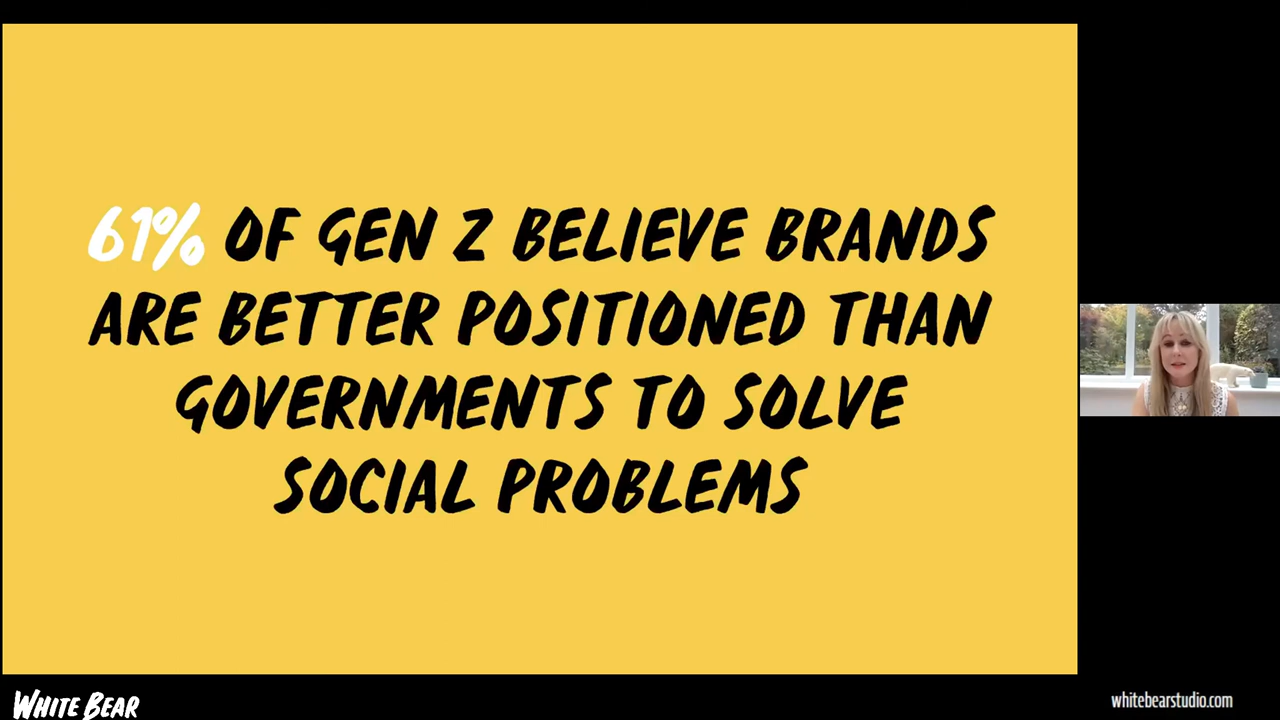 61% OF GEN Z BELIEVE BRANDS
ARE BETTER POSITIONED THAN
GOVERNMENTS TO SOLVE
SOCIAL PROBLEMS
WHITE BEAR
whitebearstudio.com